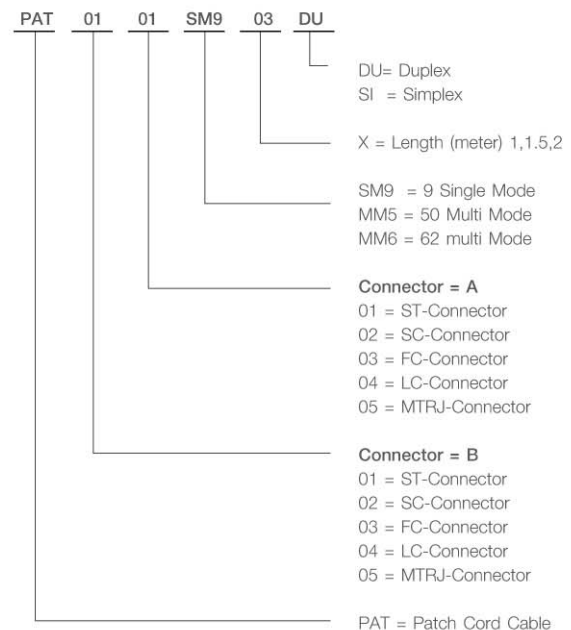 PAT 01 01 SM9 03 DU
DU= Duplex
SI = Simplex
X = Length (meter) 1,1.5,2
SM9 = 9 Single Mode
MM5 = 50 Multi Mode
MM6 = 62 multi Mode
Connector = A
01 = ST-Connector
02 = SC-Connector
03 = FC-Connector
04 = LC-Connector
05 = MTRJ-Connector
Connector = B
01 = ST-Connector
02 = SC-Connector
03 = FC-Connector
04 = LC-Connector
05 = MTRJ-Connector
PAT = Patch Cord Cable